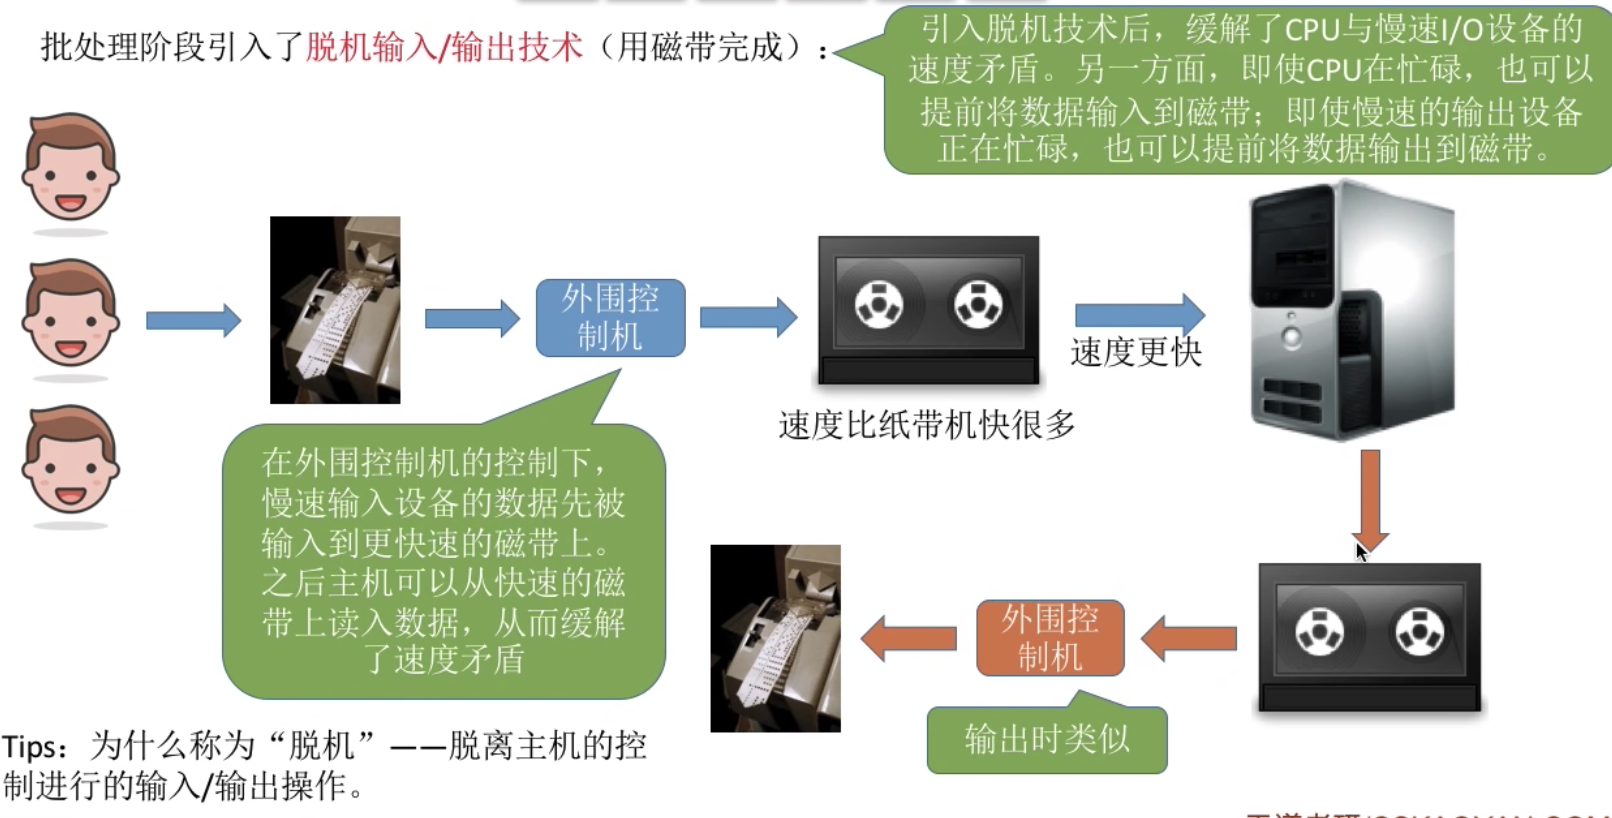 批处理阶段引入了脱机输入/输出技术（用磁带完成）：
引入脱机技术后，缓解了CPU与慢速I/O设备的
速度矛盾。另一方面，即使CPU在忙碌，也可以
提前将数据输入到磁带；即使慢速的输出设备
正在忙碌，也可以提前将数据输出到磁带。
外围控
制机
速度更快
速度比纸带机快很多
在外围控制机的控制下，
慢速输入设备的数据先被
输入到更快速的磁带上。
之后主机可以从快速的磁
带上读入数据，从而缓解
了速度矛盾
外围控
制机
输出时类似
Tips：为什么称为“脱机”——脱离主机的控
制进行的输入/输出操作。